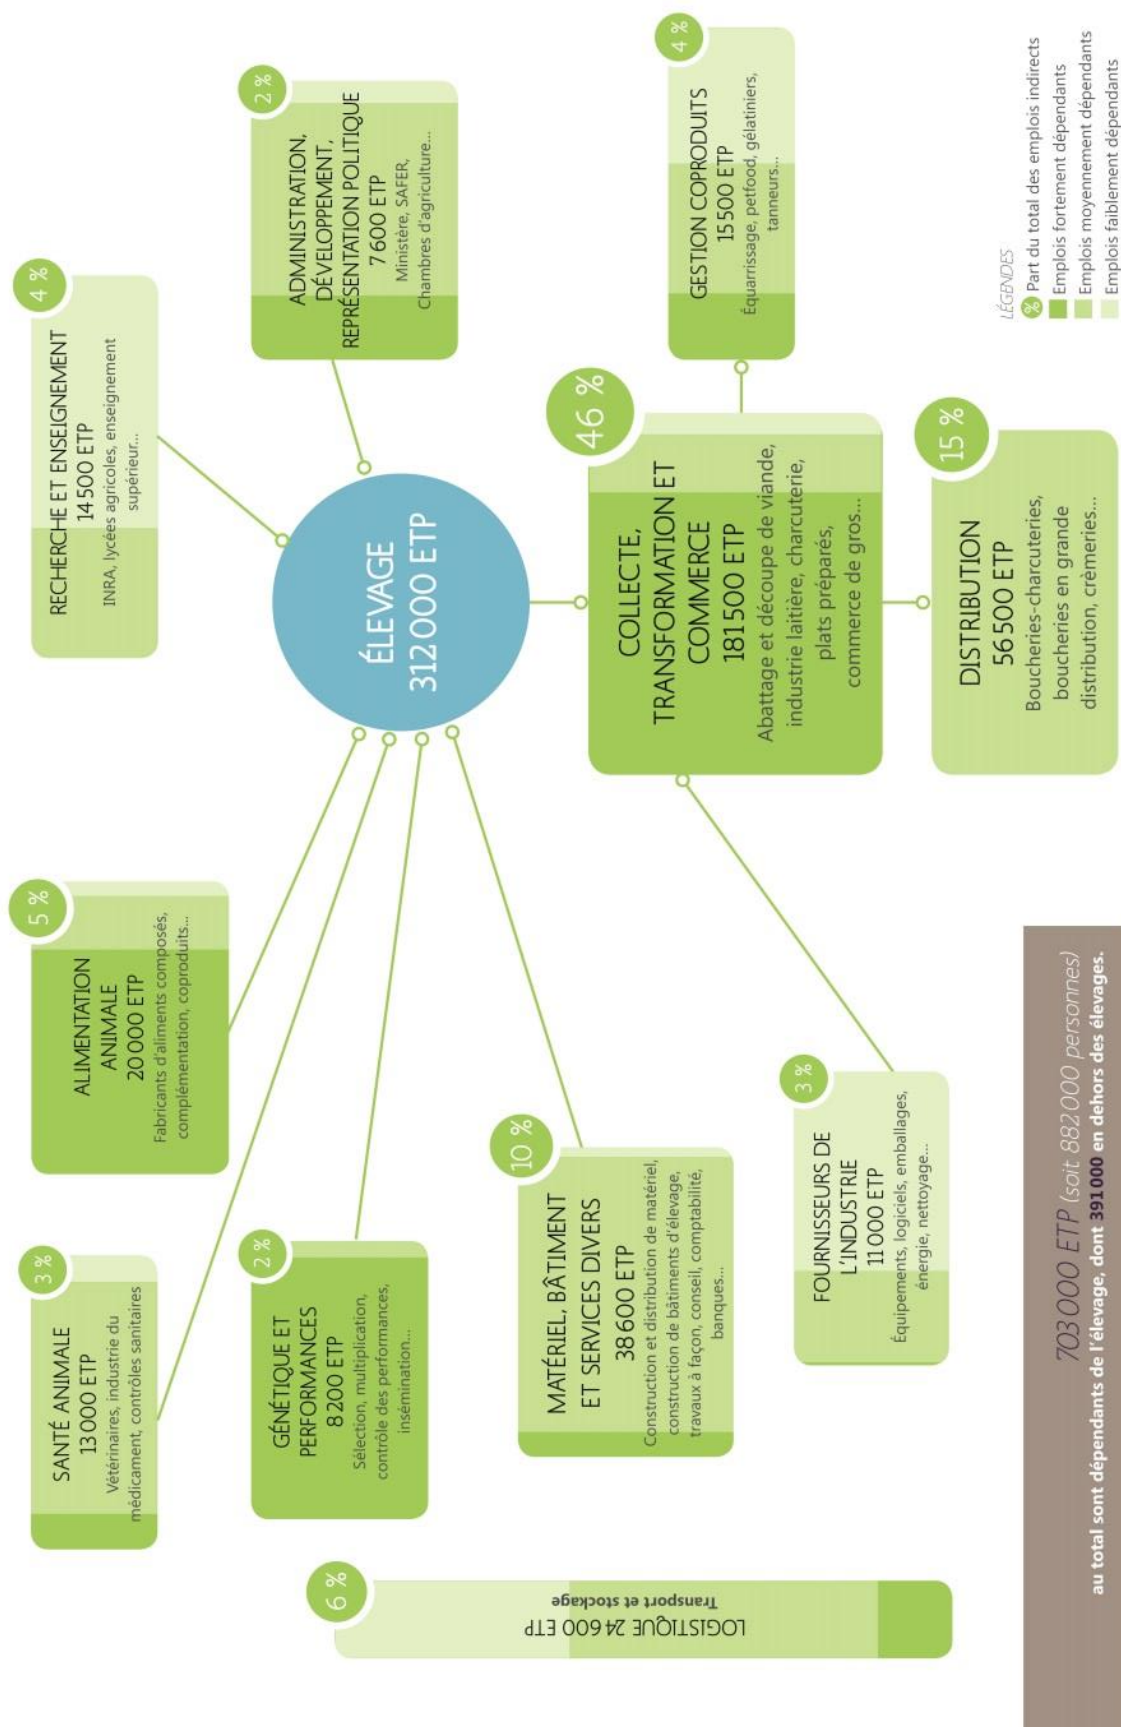 SANTÉ ANIMALE
13 000 ETP
Vétérinaires, industrie du
médicament, contrôles sanitaires
3 %
ALIMENTATION
ANIMALE
20 000 ETP
Fabricants d'aliments composés,
complémentation, coproduits...
5 %
RECHERCHE ET ENSEIGNEMENT
14 500 ETP
INRA, lycées agricoles, enseignement
supérieur...
4 %
GÉNÉTIQUE ET
PERFORMANCES
8 200 ETP
Sélection, multiplication,
contrôle des performances,
insémination...
2 %
ADMINISTRATION,
DÉVELOPPEMENT,
REPRÉSENTATION POLITIQUE
7 600 ETP
Ministère, SAFER,
Chambres d'agriculture...
2 %
ÉLEVAGE
312 000 ETP
LOGISTIQUE 24 600 ETP
Transport et stockage
6 %
MATÉRIEL, BÂTIMENT
ET SERVICES DIVERS
38 600 ETP
Construction et distribution de matériel,
construction de bâtiments d'élevage,
travaux à façon, conseil, comptabilité,
banques...
10 %
COLLECTE,
TRANSFORMATION ET
COMMERCE
181 500 ETP
Abattage et découpe de viande,
industrie laitière, charcuterie,
plats préparés,
commerce de gros...
46 %
GESTION COPRODUITS
15 500 ETP
Équarrissage, petfood, gélatiniers,
tanneurs...
4 %
FOURNISSEURS DE
L'INDUSTRIE
11 000 ETP
Équipements, logiciels, emballages,
énergie, nettoyage...
3 %
DISTRIBUTION
56 500 ETP
Boucheries-charcuteries,
boucheries en grande
distribution, crèmeries...
15 %
703 000 ETP (soit 882 000 personnes)
au total sont dépendants de l'élevage, dont 391 000 en dehors des élevages.
LÉGENDES
% Part du total des emplois indirects
Emplois fortement dépendants
Emplois moyennement dépendants
Emplois faiblement dépendants